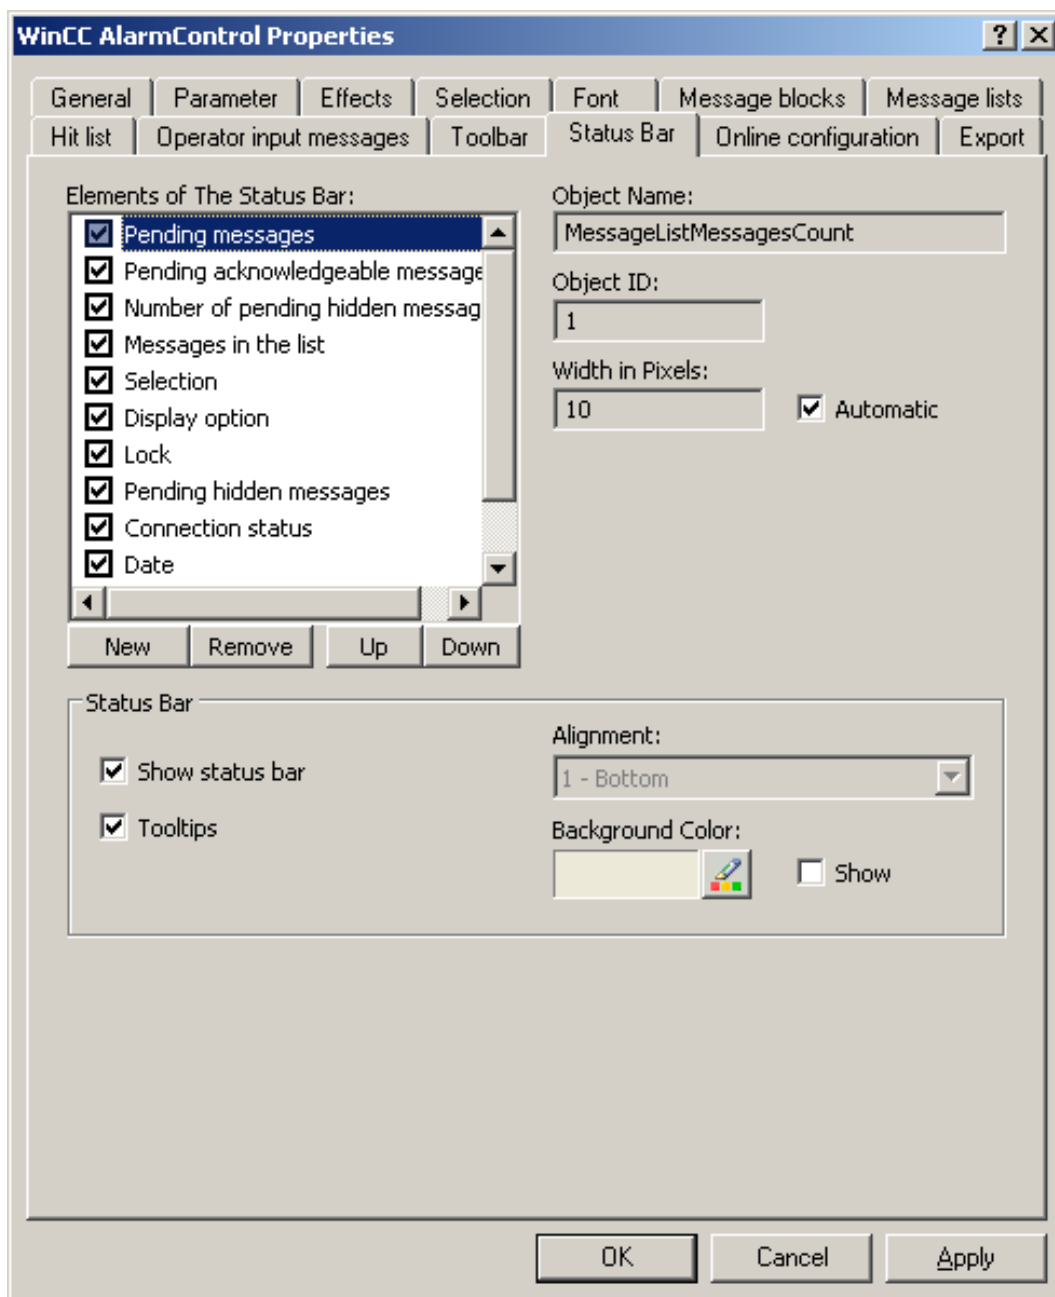 WinCC AlarmControl Properties
General Parameter Effects Selection Font Message blocks Message lists
Hit list Operator input messages Toolbar Status Bar Online configuration Export
Elements of The Status Bar:
Pending messages
Pending acknowledgeable message
Number of pending hidden messag
Messages in the list
Selection
Display option
Lock
Pending hidden messages
Connection status
Date
New Remove Up Down
Object Name:
MessageListMessagesCount
Object ID:
1
Width in Pixels:
10 Automatic
Status Bar
Show status bar
Tooltips
Alignment:
1 - Bottom
Background Color:
Show
OK Cancel Apply